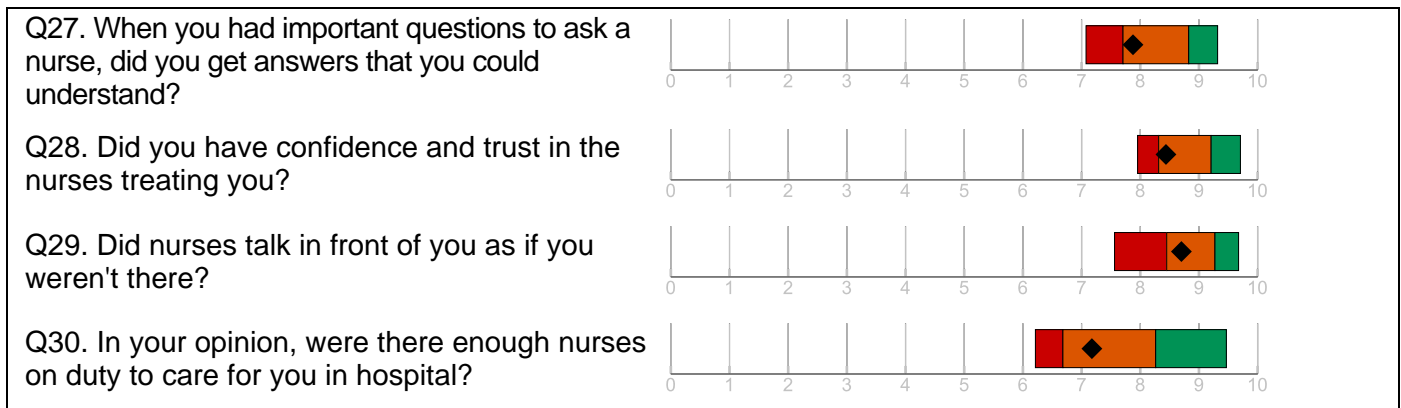 Q27. When you had important questions to ask a
nurse, did you get answers that you could
understand?
0 1 2 3 4 5 6 7 8 9 10
Q28. Did you have confidence and trust in the
nurses treating you?
0 1 2 3 4 5 6 7 8 9 10
Q29. Did nurses talk in front of you as if you
weren't there?
0 1 2 3 4 5 6 7 8 9 10
Q30. In your opinion, were there enough nurses
on duty to care for you in hospital?
0 1 2 3 4 5 6 7 8 9 10